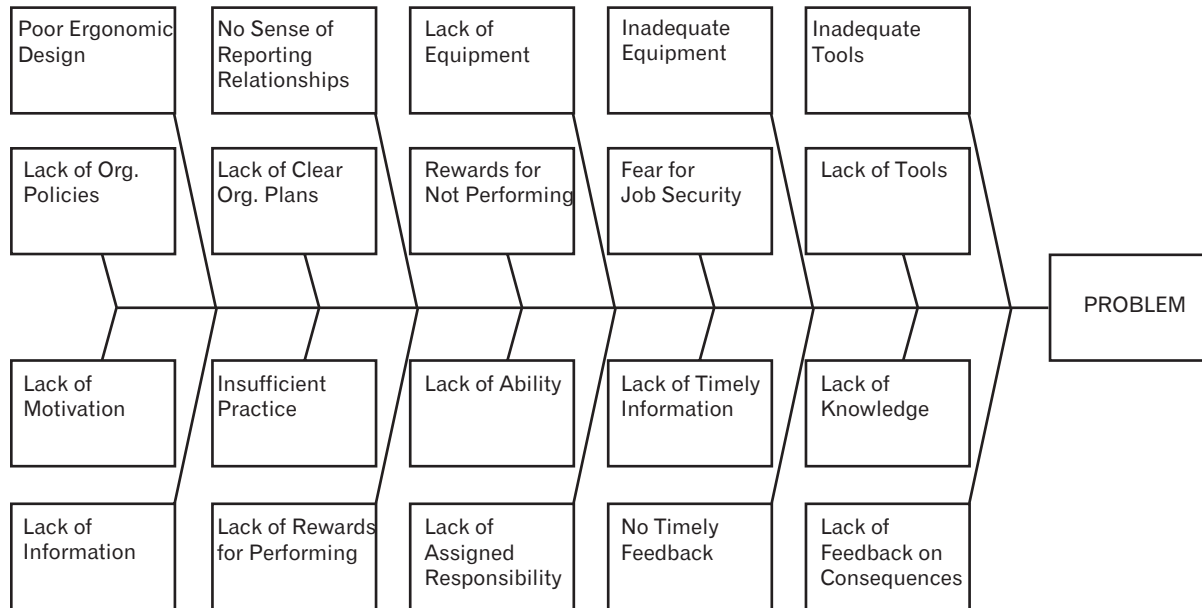 Poor Ergonomic
Design
No Sense of
Reporting
Relationships
Lack of
Equipment
Inadequate
Equipment
Inadequate
Tools
Lack of Org.
Policies
Lack of Clear
Org. Plans
Rewards for
Not Performing
Fear for
Job Security
Lack of Tools
PROBLEM
Lack of
Motivation
Insufficient
Practice
Lack of Ability
Lack of Timely
Information
Lack of
Knowledge
Lack of
Information
Lack of Rewards
for Performing
Lack of
Assigned
Responsibility
No Timely
Feedback
Lack of
Feedback on
Consequences